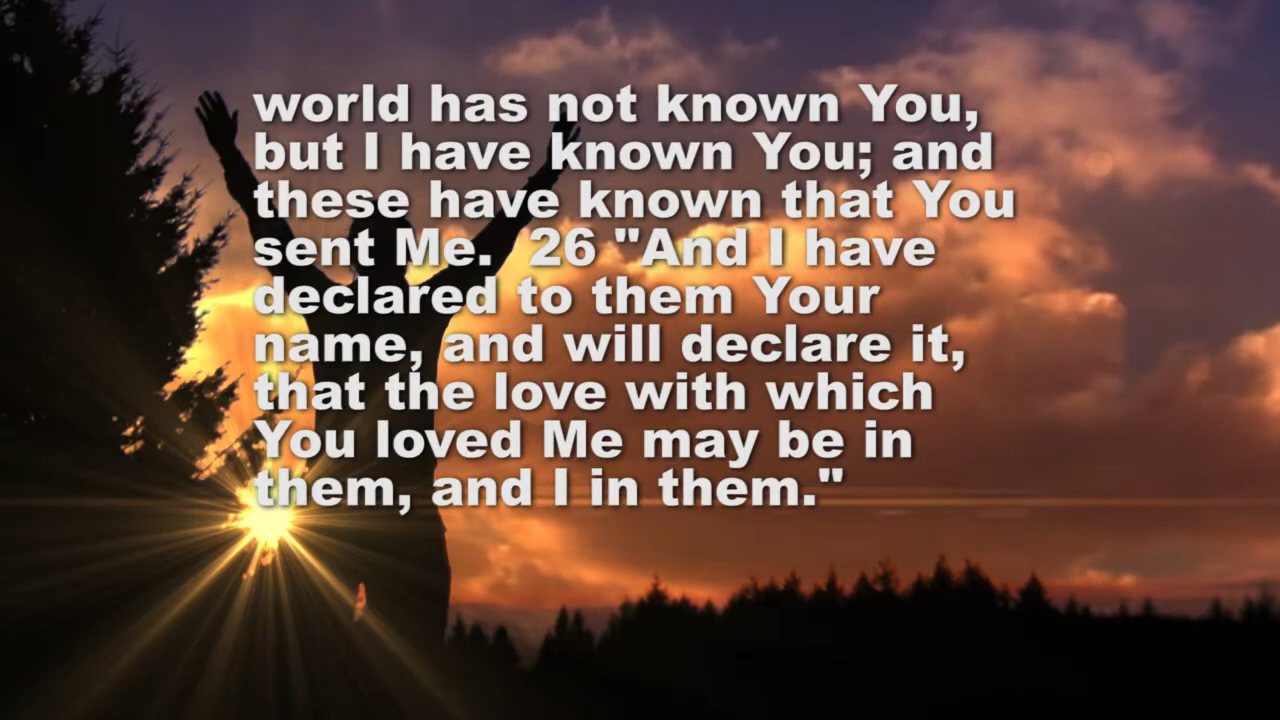 world has not known You,
but I have known You; and
these have known that You
sent Me.  26 "And I have
declared to them Your
name, and will declare it,
that the love with which
You loved Me may be in
them, and I in them."